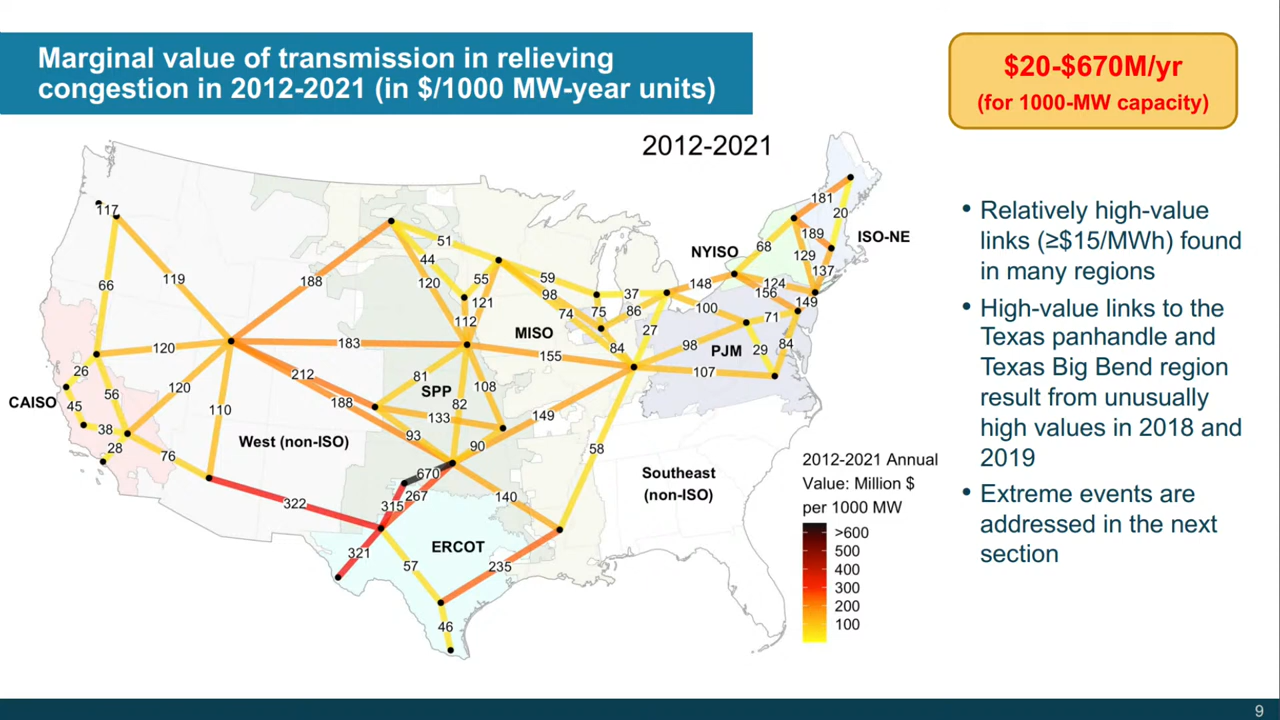 Marginal value of transmission in relieving
congestion in 2012-2021 (in $/1000 MW-year units)
$20-$670M/yr
(for 1000-MW capacity)
2012-2021
117
119
66
188
51
44
120
55
121
112
59
98
74
37
75
86
84
27
148
100
98
107
71
29
84
149
156
124
137
129
189
68
181
20
NYISO
ISO-NE
MISO
PJM
120
183
155
26
120
56
110
212
188
81
SPP
108
82
133
93
90
149
CAISO
45
38
28
76
West (non-ISO)
58
Southeast
(non-ISO)
322
670
267
315
140
321
ERCOT
57
235
46
2012-2021 Annual
Value: Million $
per 1000 MW
>600
500
400
300
200
100
• Relatively high-value
links (≥$15/MWh) found
in many regions
• High-value links to the
Texas panhandle and
Texas Big Bend region
result from unusually
high values in 2018 and
2019
• Extreme events are
addressed in the next
section
9